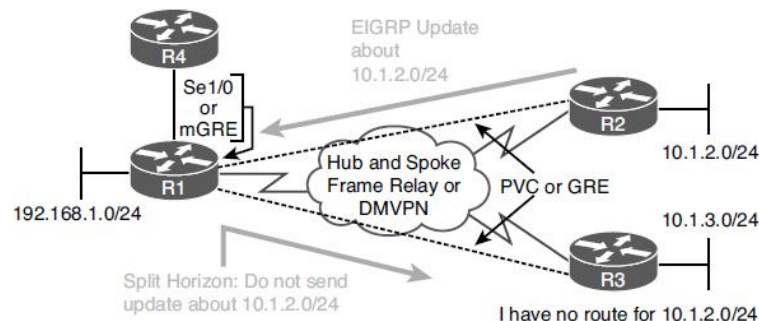 EIGRP Update
about
10.1.2.0/24
R4
Se1/0
or
mGRE
R2
10.1.2.0/24
R1
Hub and Spoke
Frame Relay or
DMVPN
PVC or GRE
192.168.1.0/24
10.1.3.0/24
R3
Split Horizon: Do not send
update about 10.1.2.0/24
I have no route for 10.1.2.0/24